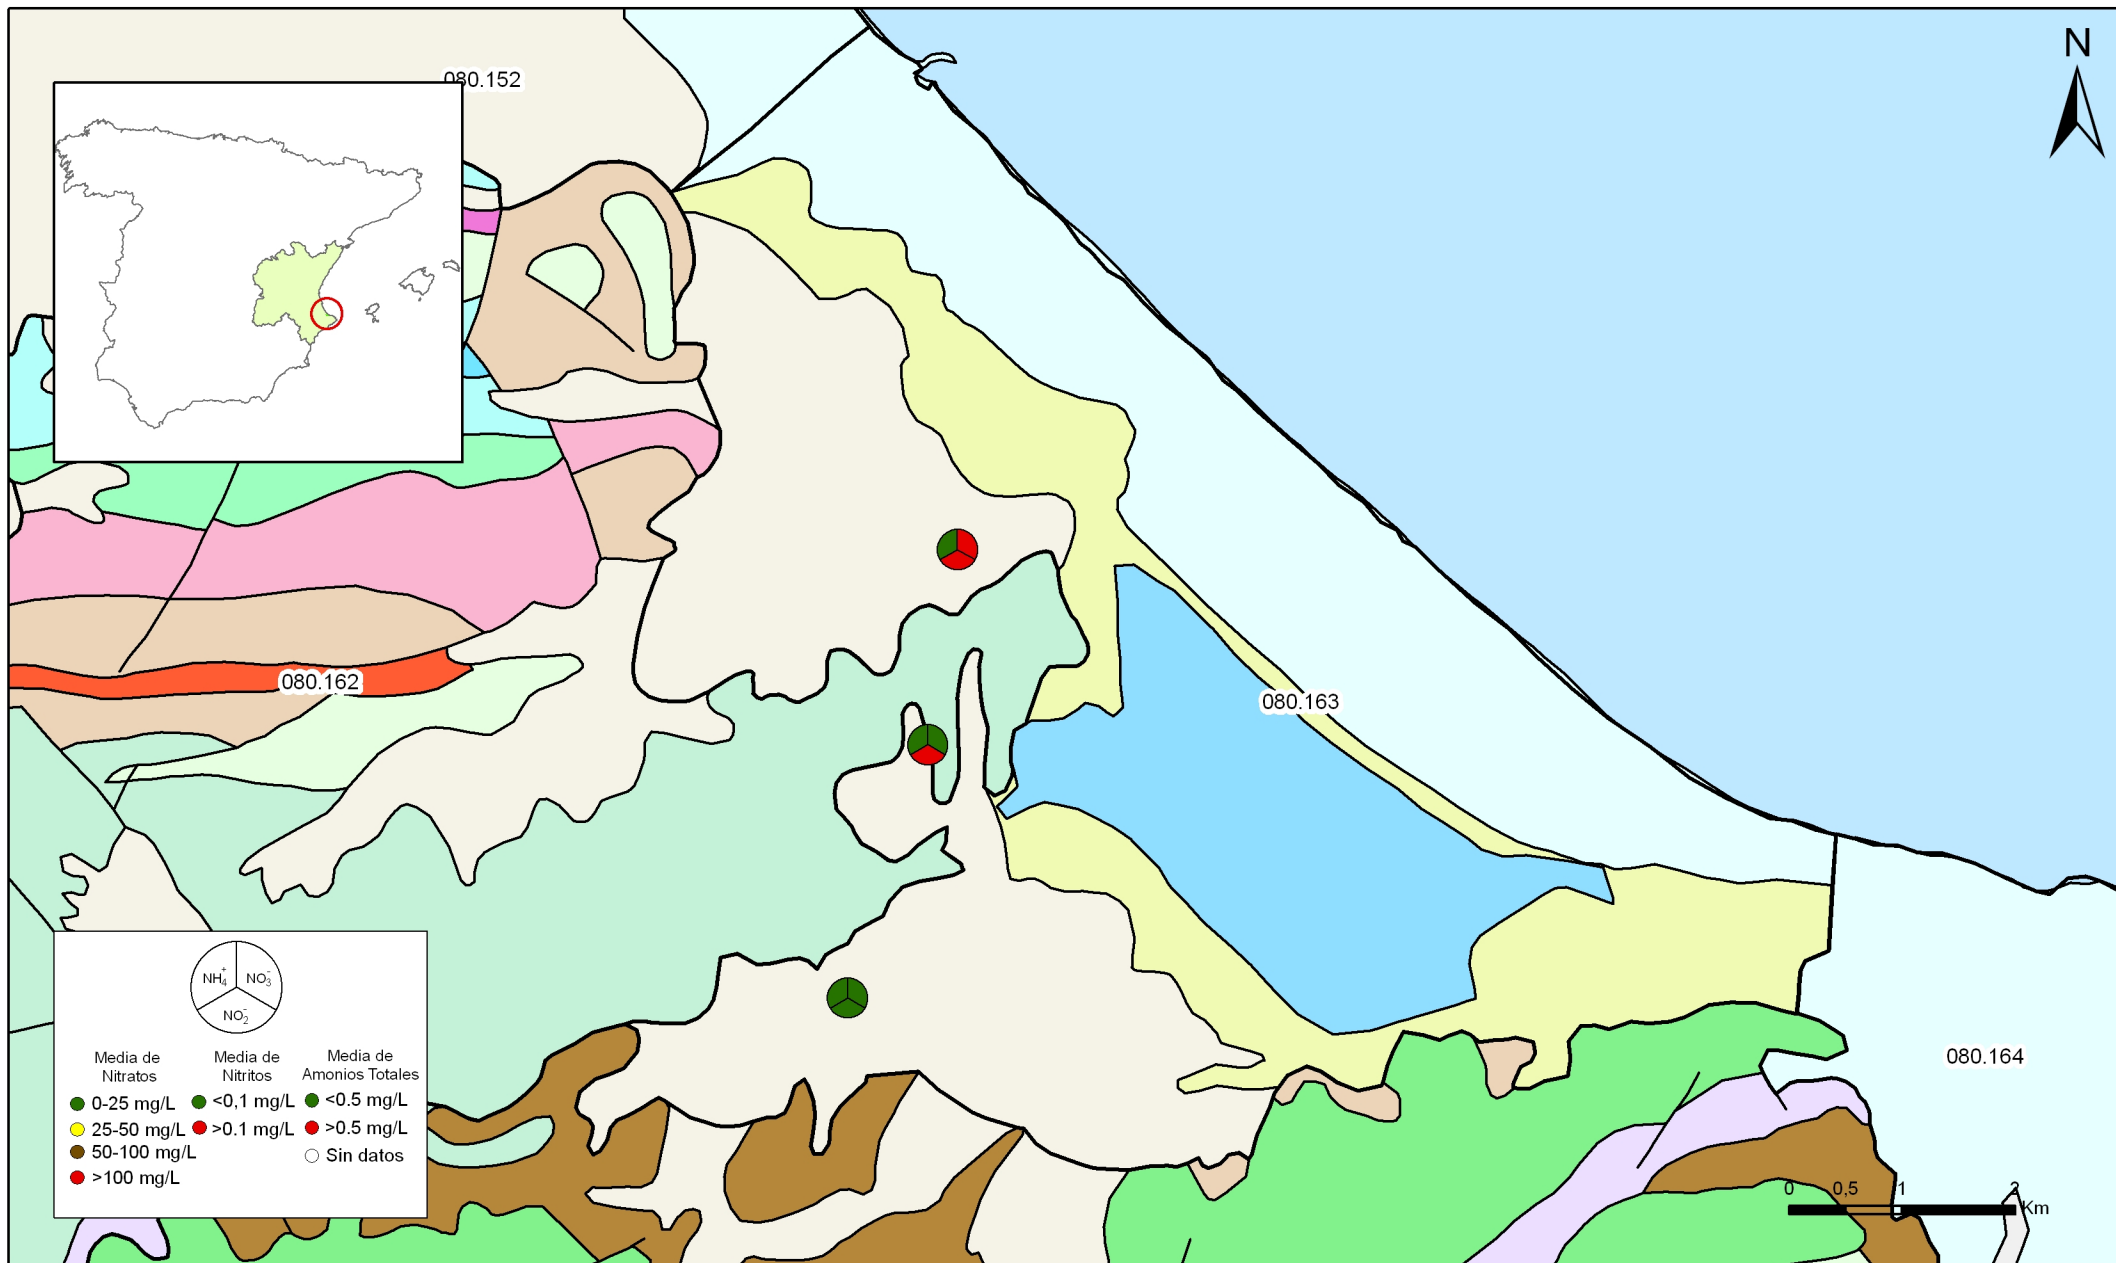 080.152
N
080.162
080.163
080.164
NH4+
NO3-
NO2-
Media de
Nitratos
0-25 mg/L
25-50 mg/L
50-100 mg/L
>100 mg/L
Media de
Nitritos
<0,1 mg/L
>0.1 mg/L
Media de
Amonios Totales
<0.5 mg/L
>0.5 mg/L
Sin datos
0 0,5 1 2
Km